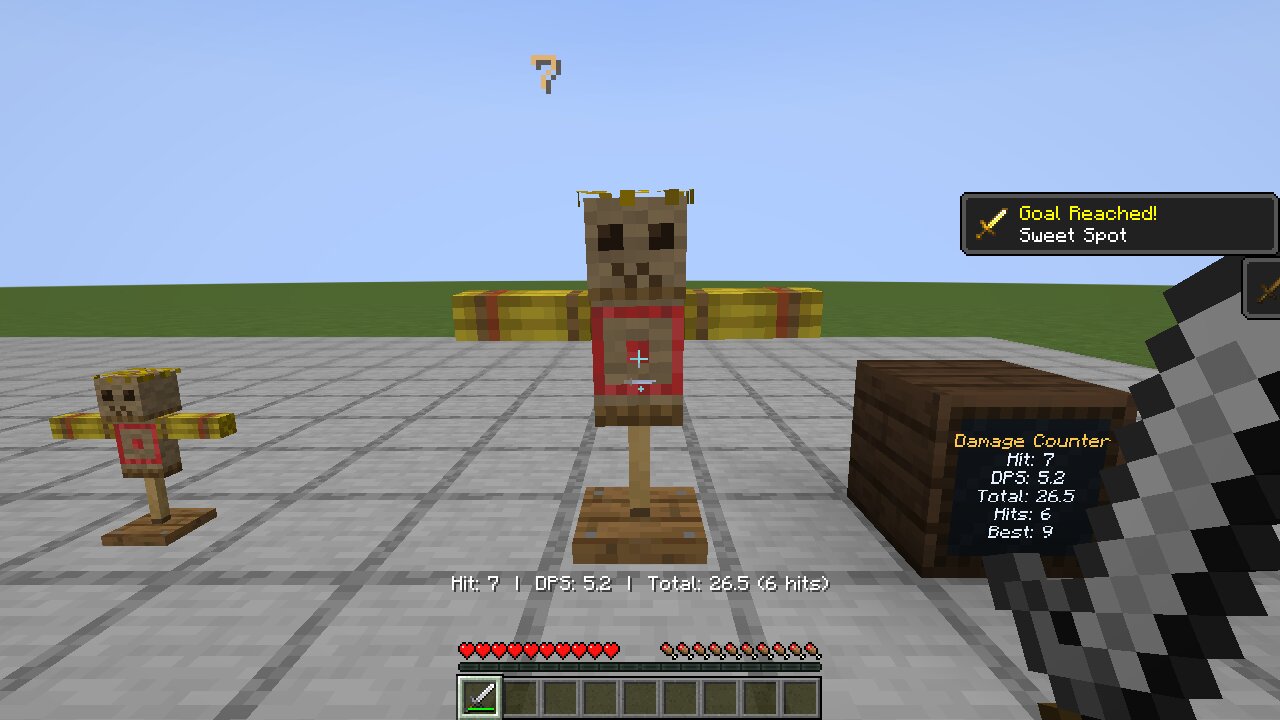 ?
Goal Reached!
Sweet Spot
Damage Counter
Hit: 7
DPS: 5.2
Total: 26.5
Hits: 6
Best: 9
Hit: 7 | DPS: 5.2 | Total: 26.5 (6 hits)